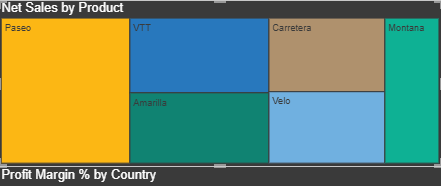 Net Sales by Product
Paseo
VTT
Carretera
Montana
Amarilla
Velo
Profit Margin % by Country